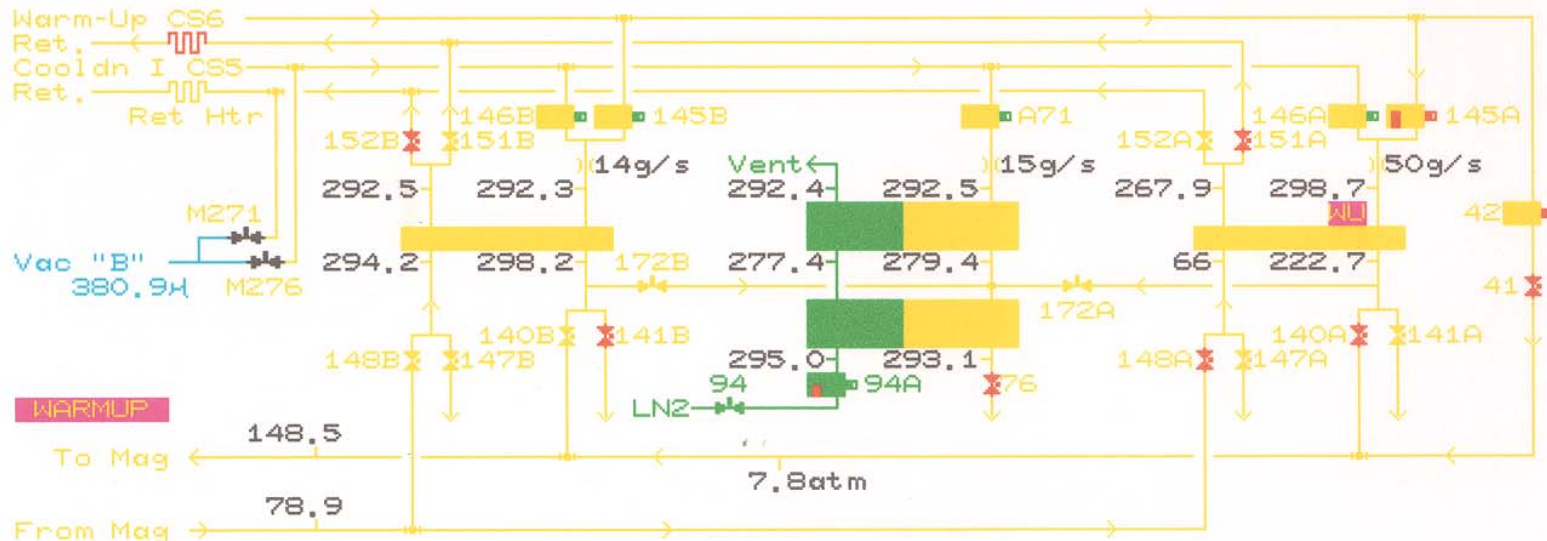 Warm-Up CS6
Ret.
Cooldn I CS5
Ret.
Ret Htr
146B 145B A71 146A 145A
152B 151B 152A 151A
14g/s Vent 15g/s 50g/s
292.5 292.3 292.4 292.5 267.9 298.7
M271 WU 42
Vac "B" 294.2 298.2 172B 277.4 279.4 66 222.7
380.9μ M276 172A 41
140B 141B 140A 141A
148B 147B 295.0 293.1 148A 147A
94 94A 76
WARMUP LN2
148.5
To Mag
7.8atm
78.9
From Mag